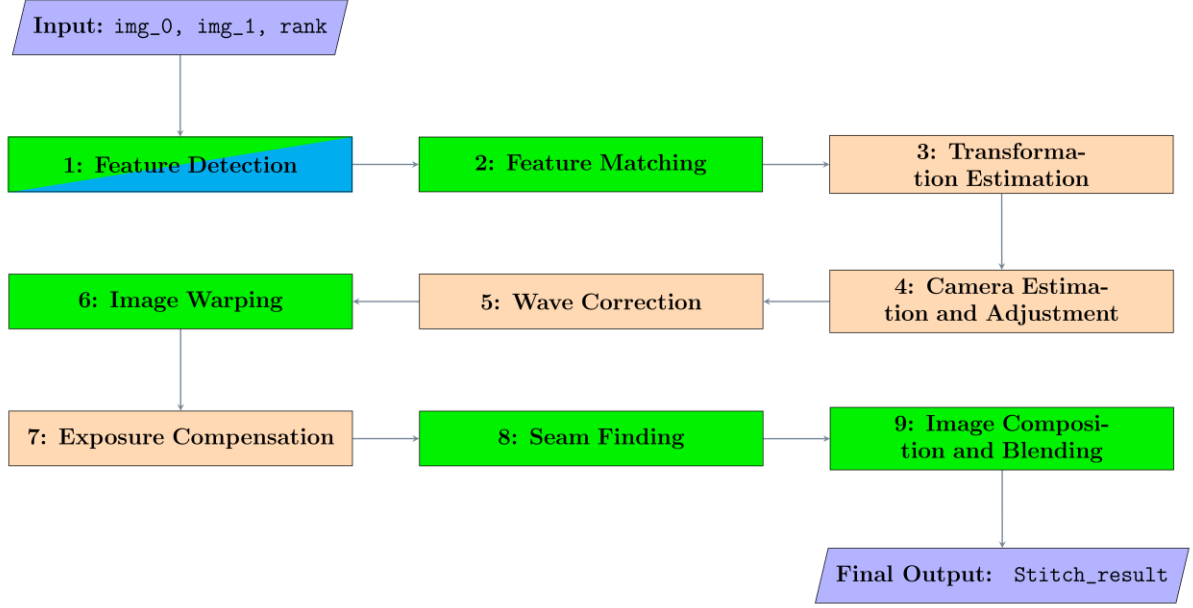 Input: img_0, img_1, rank
1: Feature Detection
2: Feature Matching
3: Transforma-
tion Estimation
4: Camera Estima-
tion and Adjustment
5: Wave Correction
6: Image Warping
7: Exposure Compensation
8: Seam Finding
9: Image Composi-
tion and Blending
Final Output: Stitch_result